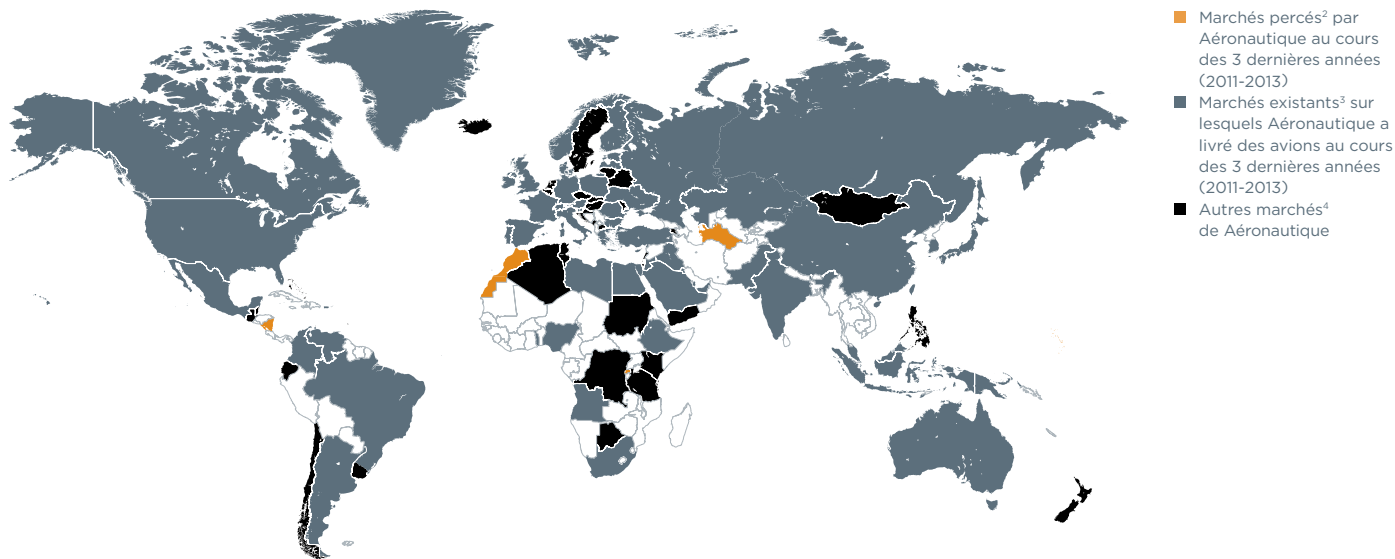 Marchés percés² par
Aéronautique au cours
des 3 dernières années
(2011-2013)
Marchés existants³ sur
lesquels Aéronautique a
livré des avions au cours
des 3 dernières années
(2011-2013)
Autres marchés⁴
de Aéronautique